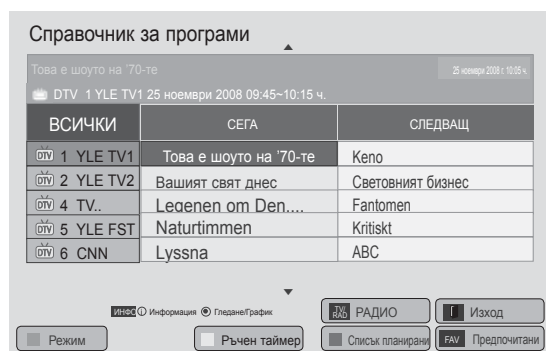 Справочник за програми
Това е шоуто на '70-те 25 ноември 2008 г. 10:05 ч.
DTV 1 YLE TV1 25 ноември 2008 09:45~10:15 ч.
ВСИЧКИ СЕГА СЛЕДВАЩ
DTV 1 YLE TV1 Това е шоуто на '70-те Keno
DTV 2 YLE TV2 Вашият свят днес Световният бизнес
DTV 4 TV.. Legenen om Den.... Fantomen
DTV 5 YLE FST Naturtimmen Kritiskt
DTV 6 CNN Lyssna ABC
ИНФО i Информация Гледане/График TV/RAD РАДИО Изход
Режим Ръчен таймер Списък планирани FAV Предпочитани